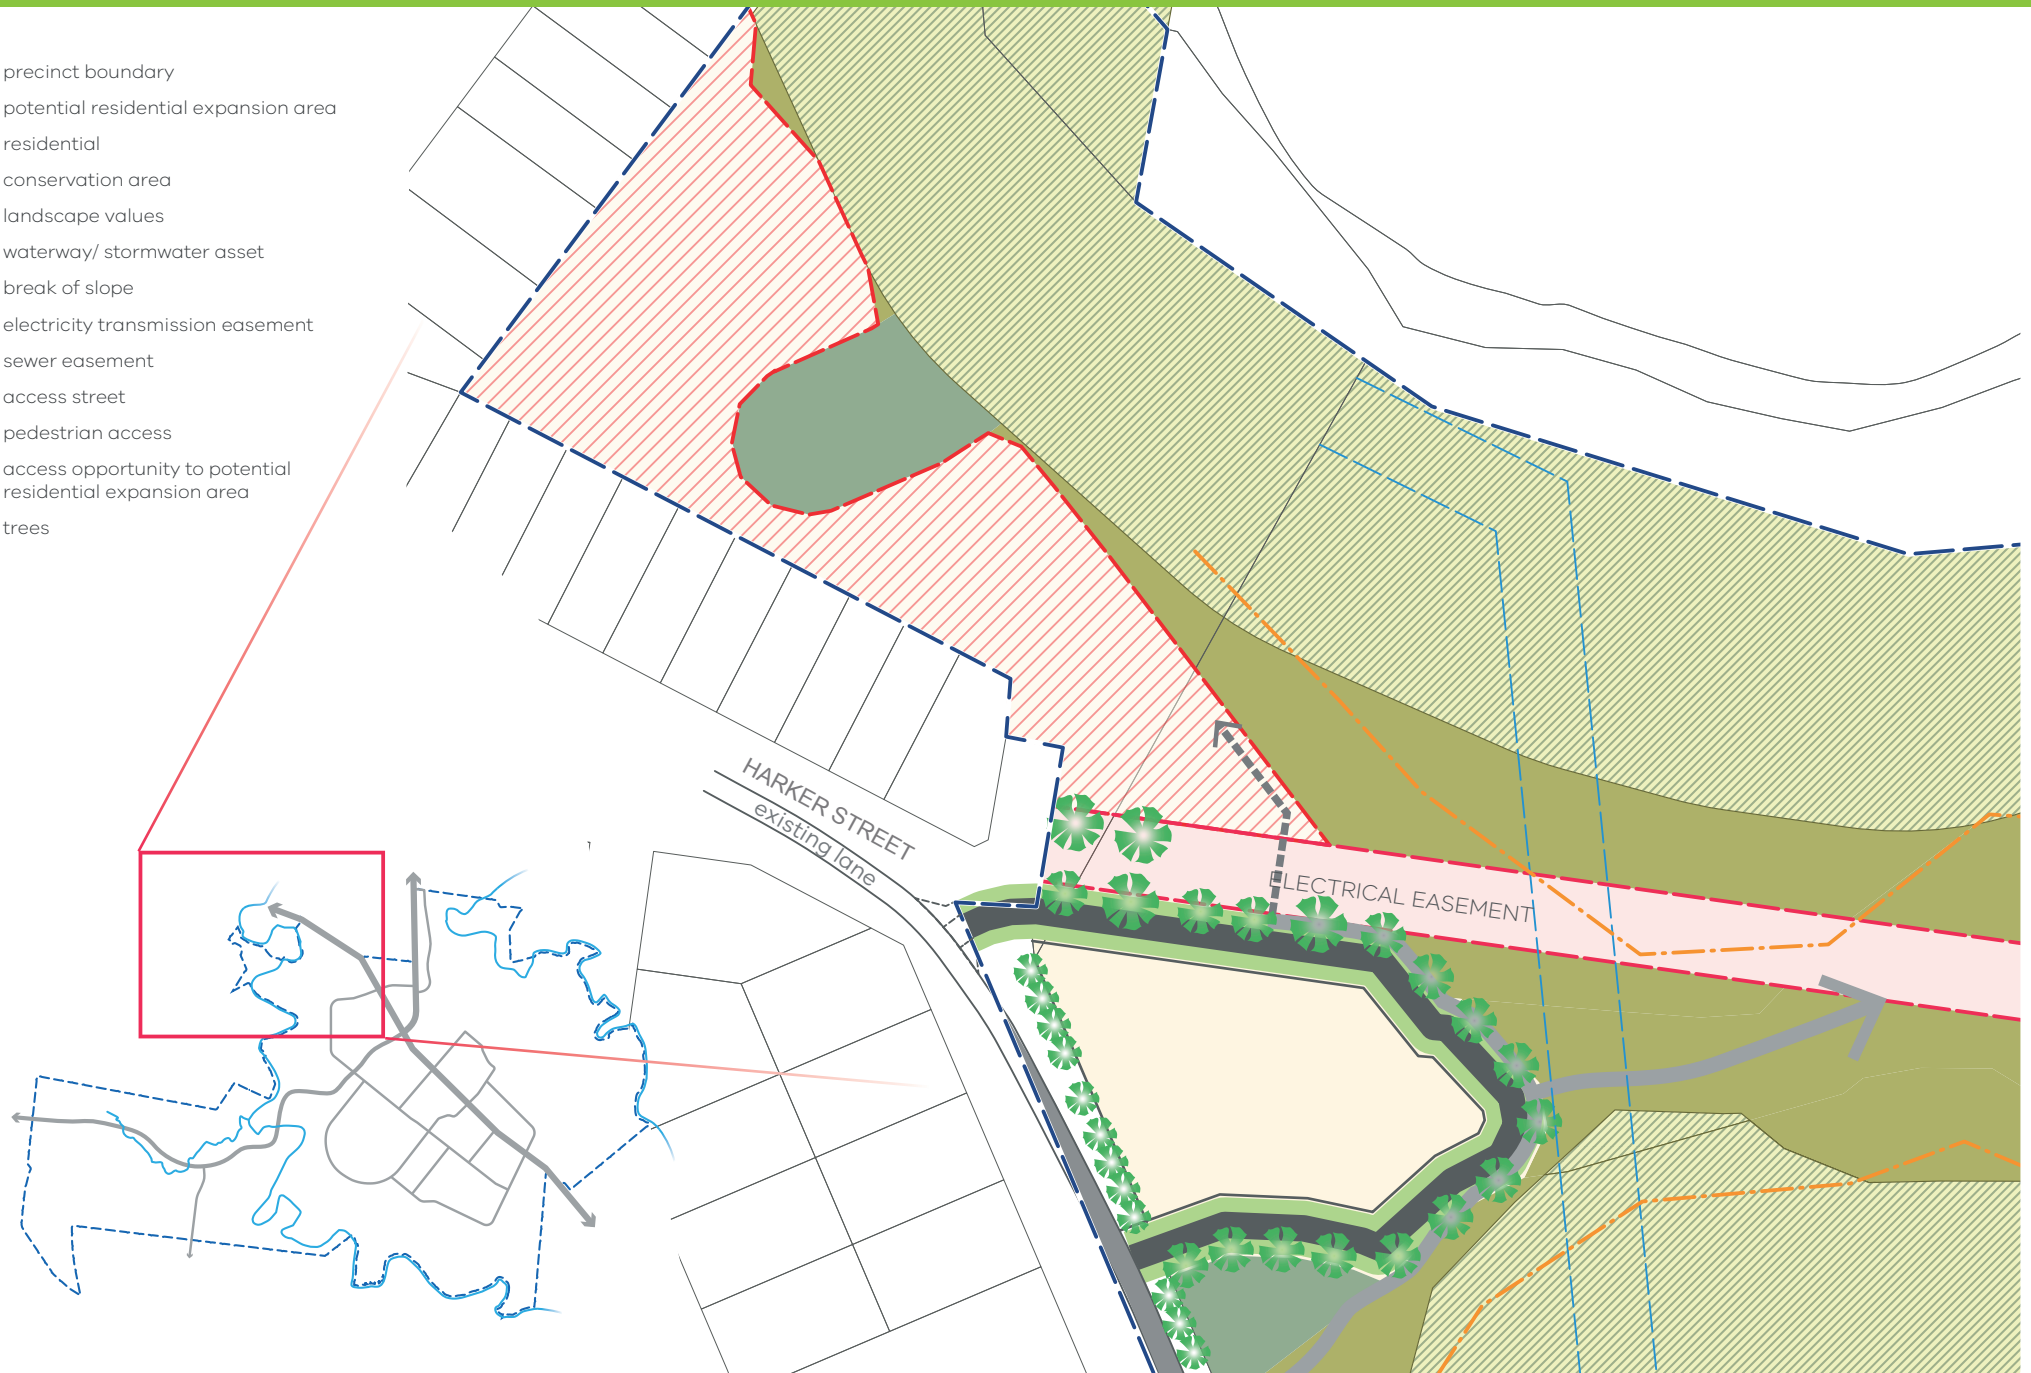 precinct boundary
potential residential expansion area
residential
conservation area
landscape values
waterway/ stormwater asset
break of slope
electricity transmission easement
sewer easement
access street
pedestrian access
access opportunity to potential
residential expansion area
trees
HARKER STREET
existing lane
ELECTRICAL EASEMENT